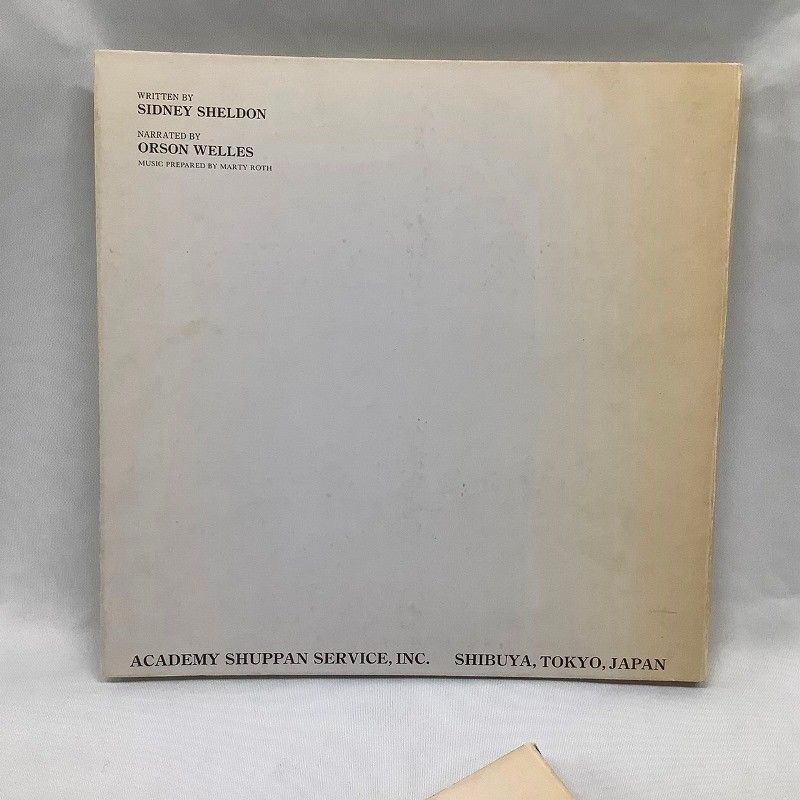 WRITTEN BY
SIDNEY SHELDON
NARRATED BY
ORSON WELLES
MUSIC PREPARED BY MARTY ROTH
ACADEMY SHUPPAN SERVICE, INC. SHIBUYA, TOKYO, JAPAN